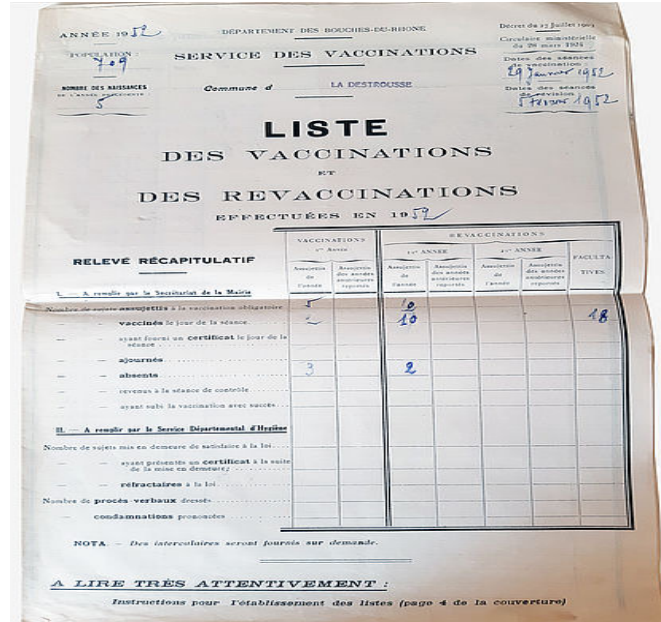 ANNÉE 1952
DÉPARTEMENT DES BOUCHES-DU-RHONE
Décret du 27 Juillet 1903
Circulaire ministérielle
du 28 mars 1924
POPULATION :
709
SERVICE DES VACCINATIONS
Dates des séances
de vaccination :
29 Janvier 1952
NOMBRE DES NAISSANCES
DE L'ANNÉE PRÉCÉDENTE :
5
Commune d LA DESTROUSSE
Dates des séances
de révision :
5 Février 1952
LISTE
DES VACCINATIONS
ET
DES REVACCINATIONS
EFFECTUÉES EN 1952
RELEVÉ RÉCAPITULATIF
VACCINATIONS
1re Année
REVACCINATIONS
11e ANNÉE
21e ANNÉE
FACULTA-
TIVES
Assujettis de l'année
Assujettis des années antérieures reportés
Assujettis de l'année
Assujettis des années antérieures reportés
Assujettis de l'année
Assujettis des années antérieures reportés
I. — A remplir par le Secrétariat de la Mairie
Nombre de sujets assujettis à la vaccination obligatoire 5 10
— — vaccinés le jour de la séance 10 18
— — ayant fourni un certificat le jour de la
séance
— — ajournés
— — absents 3 2
— — revenus à la séance de contrôle
— — ayant subi la vaccination avec succès
II. — A remplir par le Service Départemental d'Hygiène
Nombre de sujets mis en demeure de satisfaire à la loi
— — ayant présenté un certificat à la suite
de la mise en demeure;
— — réfractaires à la loi
Nombre de procès-verbaux dressés
— condamnations prononcées
NOTA. — Des intercalaires seront fournis sur demande.
A LIRE TRÈS ATTENTIVEMENT :
Instructions pour l'établissement des listes (page 4 de la couverture)